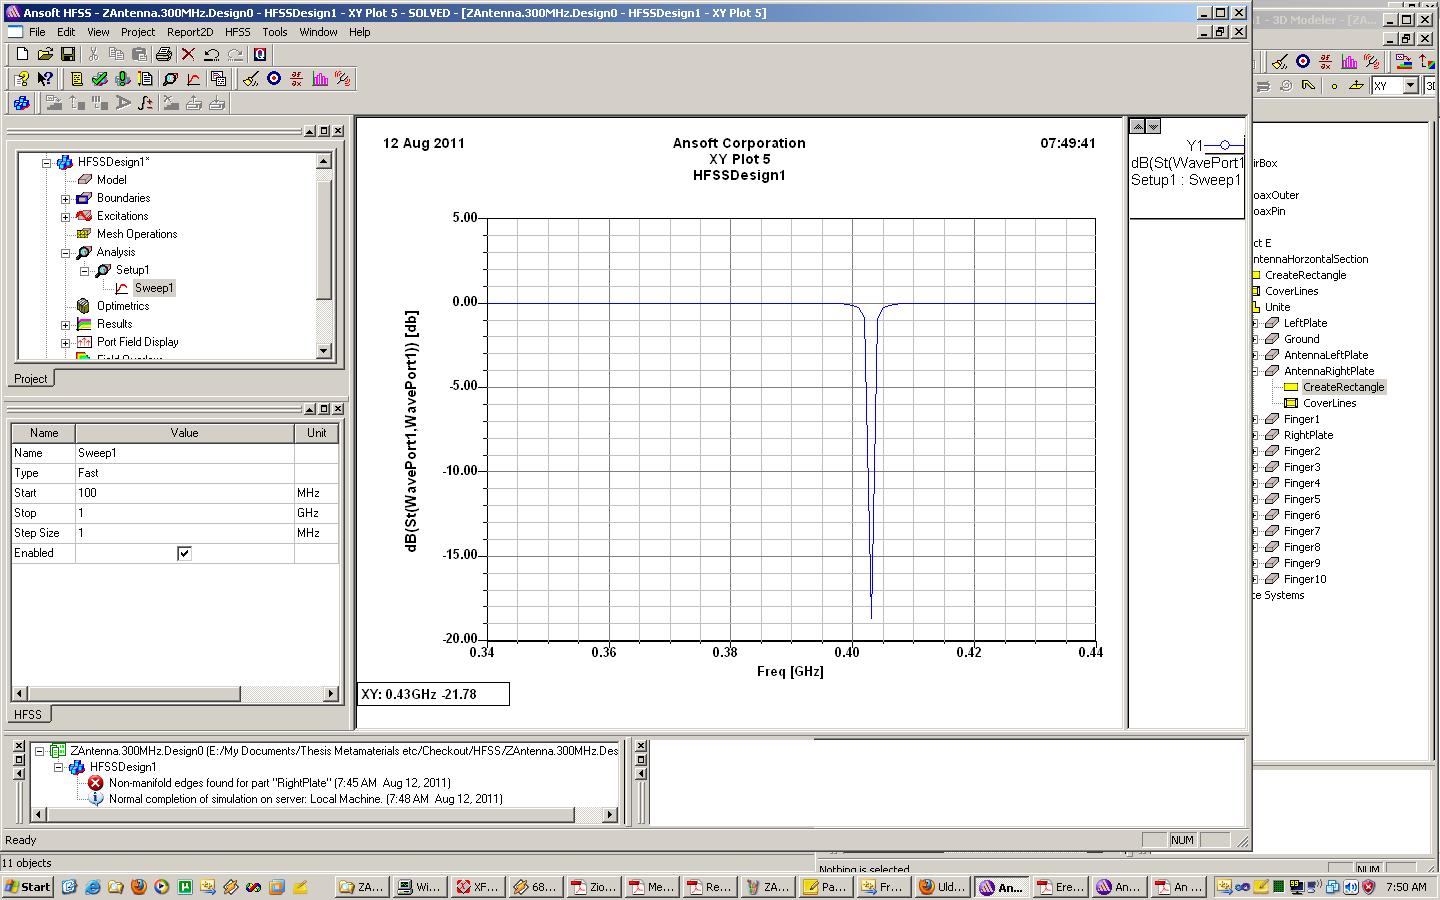 Ansoft HFSS - ZAntenna.300MHz.Design0 - HFSSDesign1 - XY Plot 5 - SOLVED - [ZAntenna.300MHz.Design0 - HFSSDesign1 - XY Plot 5]
1 - 3D Modeler - [ZA...
File Edit View Project Report2D HFSS Tools Window Help
XY
3D
HFSSDesign1*
Model
Boundaries
Excitations
Mesh Operations
Analysis
Setup1
Sweep1
Optimetrics
Results
Port Field Display
Field Overlays
Project
Name Value Unit
Name Sweep1
Type Fast
Start 100 MHz
Stop 1 GHz
Step Size 1 MHz
Enabled
HFSS
12 Aug 2011
Ansoft Corporation
XY Plot 5
HFSSDesign1
07:49:41
Y1
dB(St(WavePort1
Setup1 : Sweep1
5.00
0.00
-5.00
-10.00
-15.00
-20.00
dB(St(WavePort1,WavePort1)) [db]
0.34 0.36 0.38 0.40 0.42 0.44
Freq [GHz]
XY: 0.43GHz -21.78
irBox
oaxOuter
oaxPin
ct E
ntennaHorzontalSection
CreateRectangle
CoverLines
Unite
LeftPlate
Ground
AntennaLeftPlate
AntennaRightPlate
CreateRectangle
CoverLines
Finger1
RightPlate
Finger2
Finger3
Finger4
Finger5
Finger6
Finger7
Finger8
Finger9
Finger10
te Systems
ZAntenna.300MHz.Design0 (E:/My Documents/Thesis Metamaterials etc/Checkout/HFSS/ZAntenna.300MHz.Des
HFSSDesign1
Non-manifold edges found for part "RightPlate" (7:45 AM Aug 12, 2011)
Normal completion of simulation on server: Local Machine. (7:48 AM Aug 12, 2011)
Ready
NUM
11 objects
Nothing is selected
NUM
Start ZA... Wi... XF... 68... Zio... Me... Re... ZA... Pa... Fr... Uld... An... Ere... An... An ... 7:50 AM